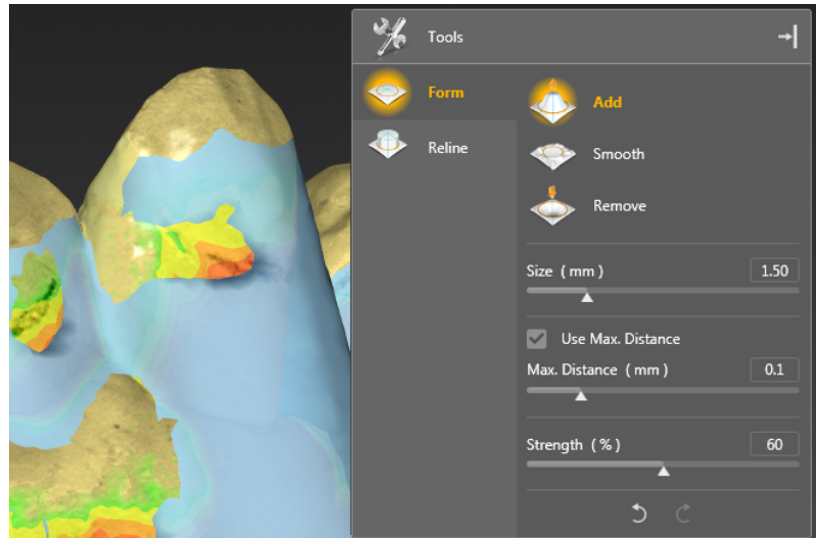 Tools
Form
Reline
Add
Smooth
Remove
Size ( mm )
1.50
Use Max. Distance
Max. Distance ( mm )
0.1
Strength ( % )
60